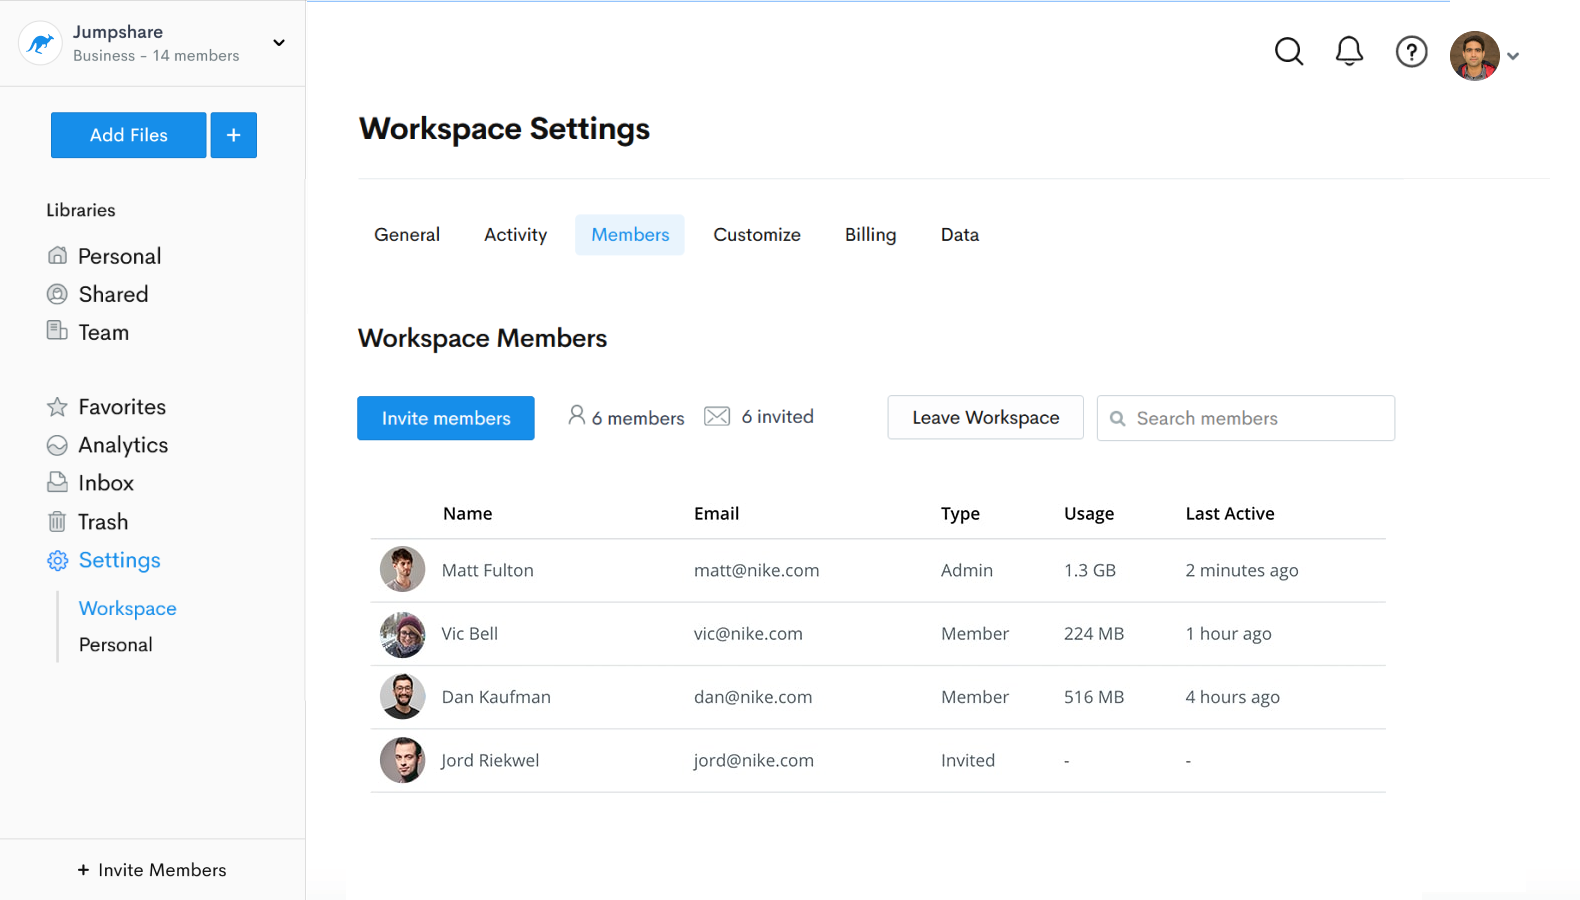 Jumpshare
Business - 14 members
Add Files +
Libraries
Personal
Shared
Team
Favorites
Analytics
Inbox
Trash
Settings
Workspace
Personal
+ Invite Members
?
Workspace Settings
General Activity Members Customize Billing Data
Workspace Members
Invite members 6 members 6 invited Leave Workspace Search members
Name Email Type Usage Last Active
Matt Fulton matt@nike.com Admin 1.3 GB 2 minutes ago
Vic Bell vic@nike.com Member 224 MB 1 hour ago
Dan Kaufman dan@nike.com Member 516 MB 4 hours ago
Jord Riekwel jord@nike.com Invited - -